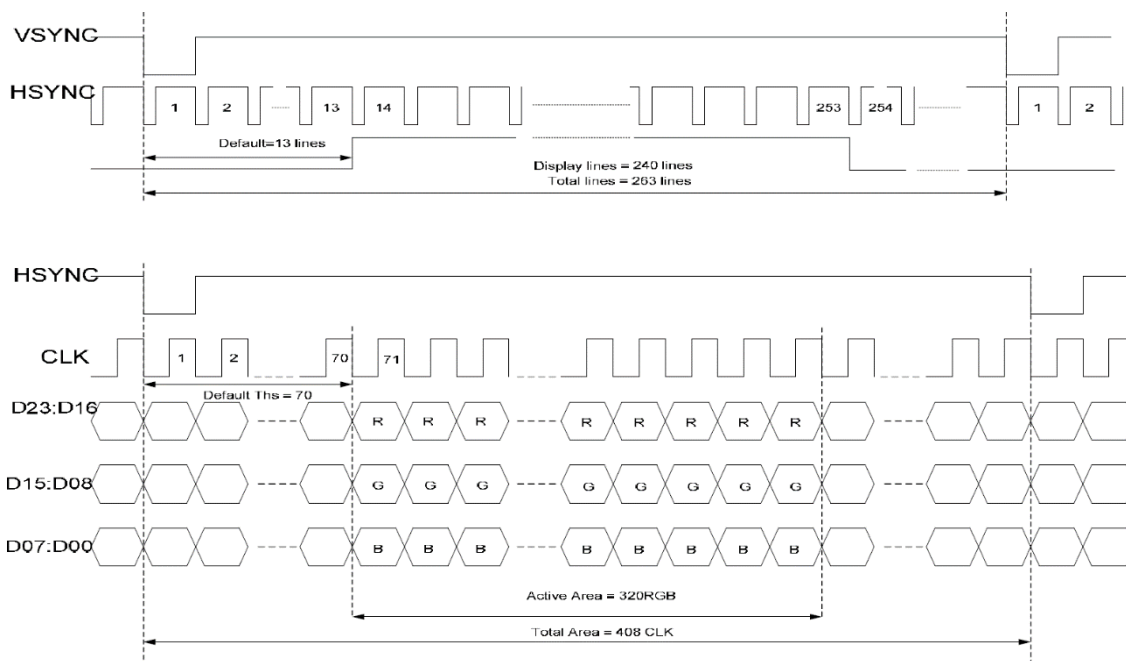 VSYNC
HSYNC 1 2 13 14 253 254 1 2
Default=13 lines
Display lines = 240 lines
Total lines = 263 lines
HSYNC
CLK 1 2 70 71
Default Ths = 70
D23:D16 R R R R R R R R
D15:D08 G G G G G G G G
D07:D00 B B B B B B B B
Active Area = 320RGB
Total Area = 408 CLK